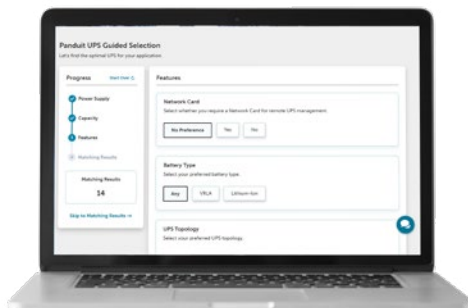 Panduit UPS Guided Selection
Let's find the optimal UPS for your application.
Progress
Start Over
Power Supply
Capacity
3
Features
Matching Results
Matching Results
14
Skip to Matching Results →
Features
Network Card
Select whether you require a Network Card for remote UPS management.
No Preference
Yes
No
Battery Type
Select your preferred battery type.
Any
VRLA
Lithium-Ion
UPS Topology
Select your preferred UPS topology.